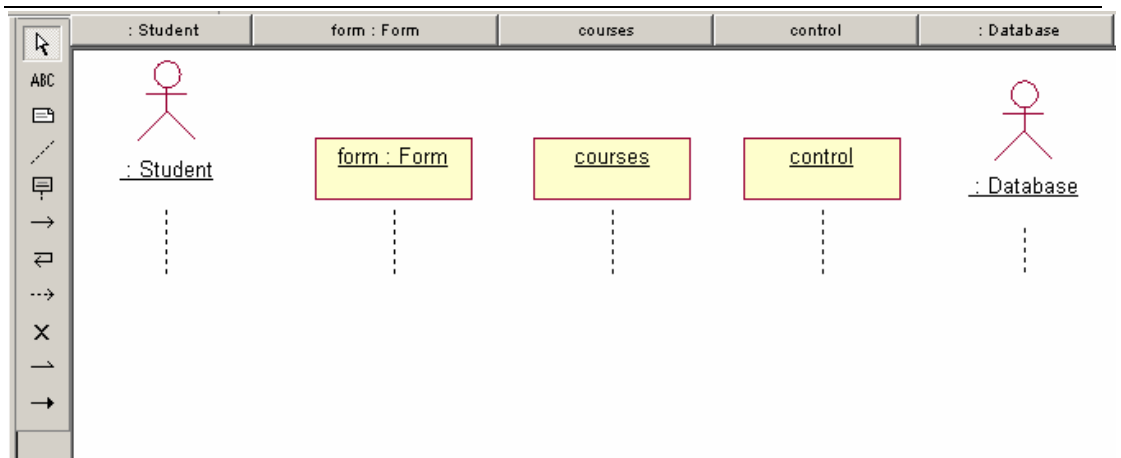 : Student
form : Form
courses
control
: Database
ABC
: Student
form : Form
courses
control
: Database